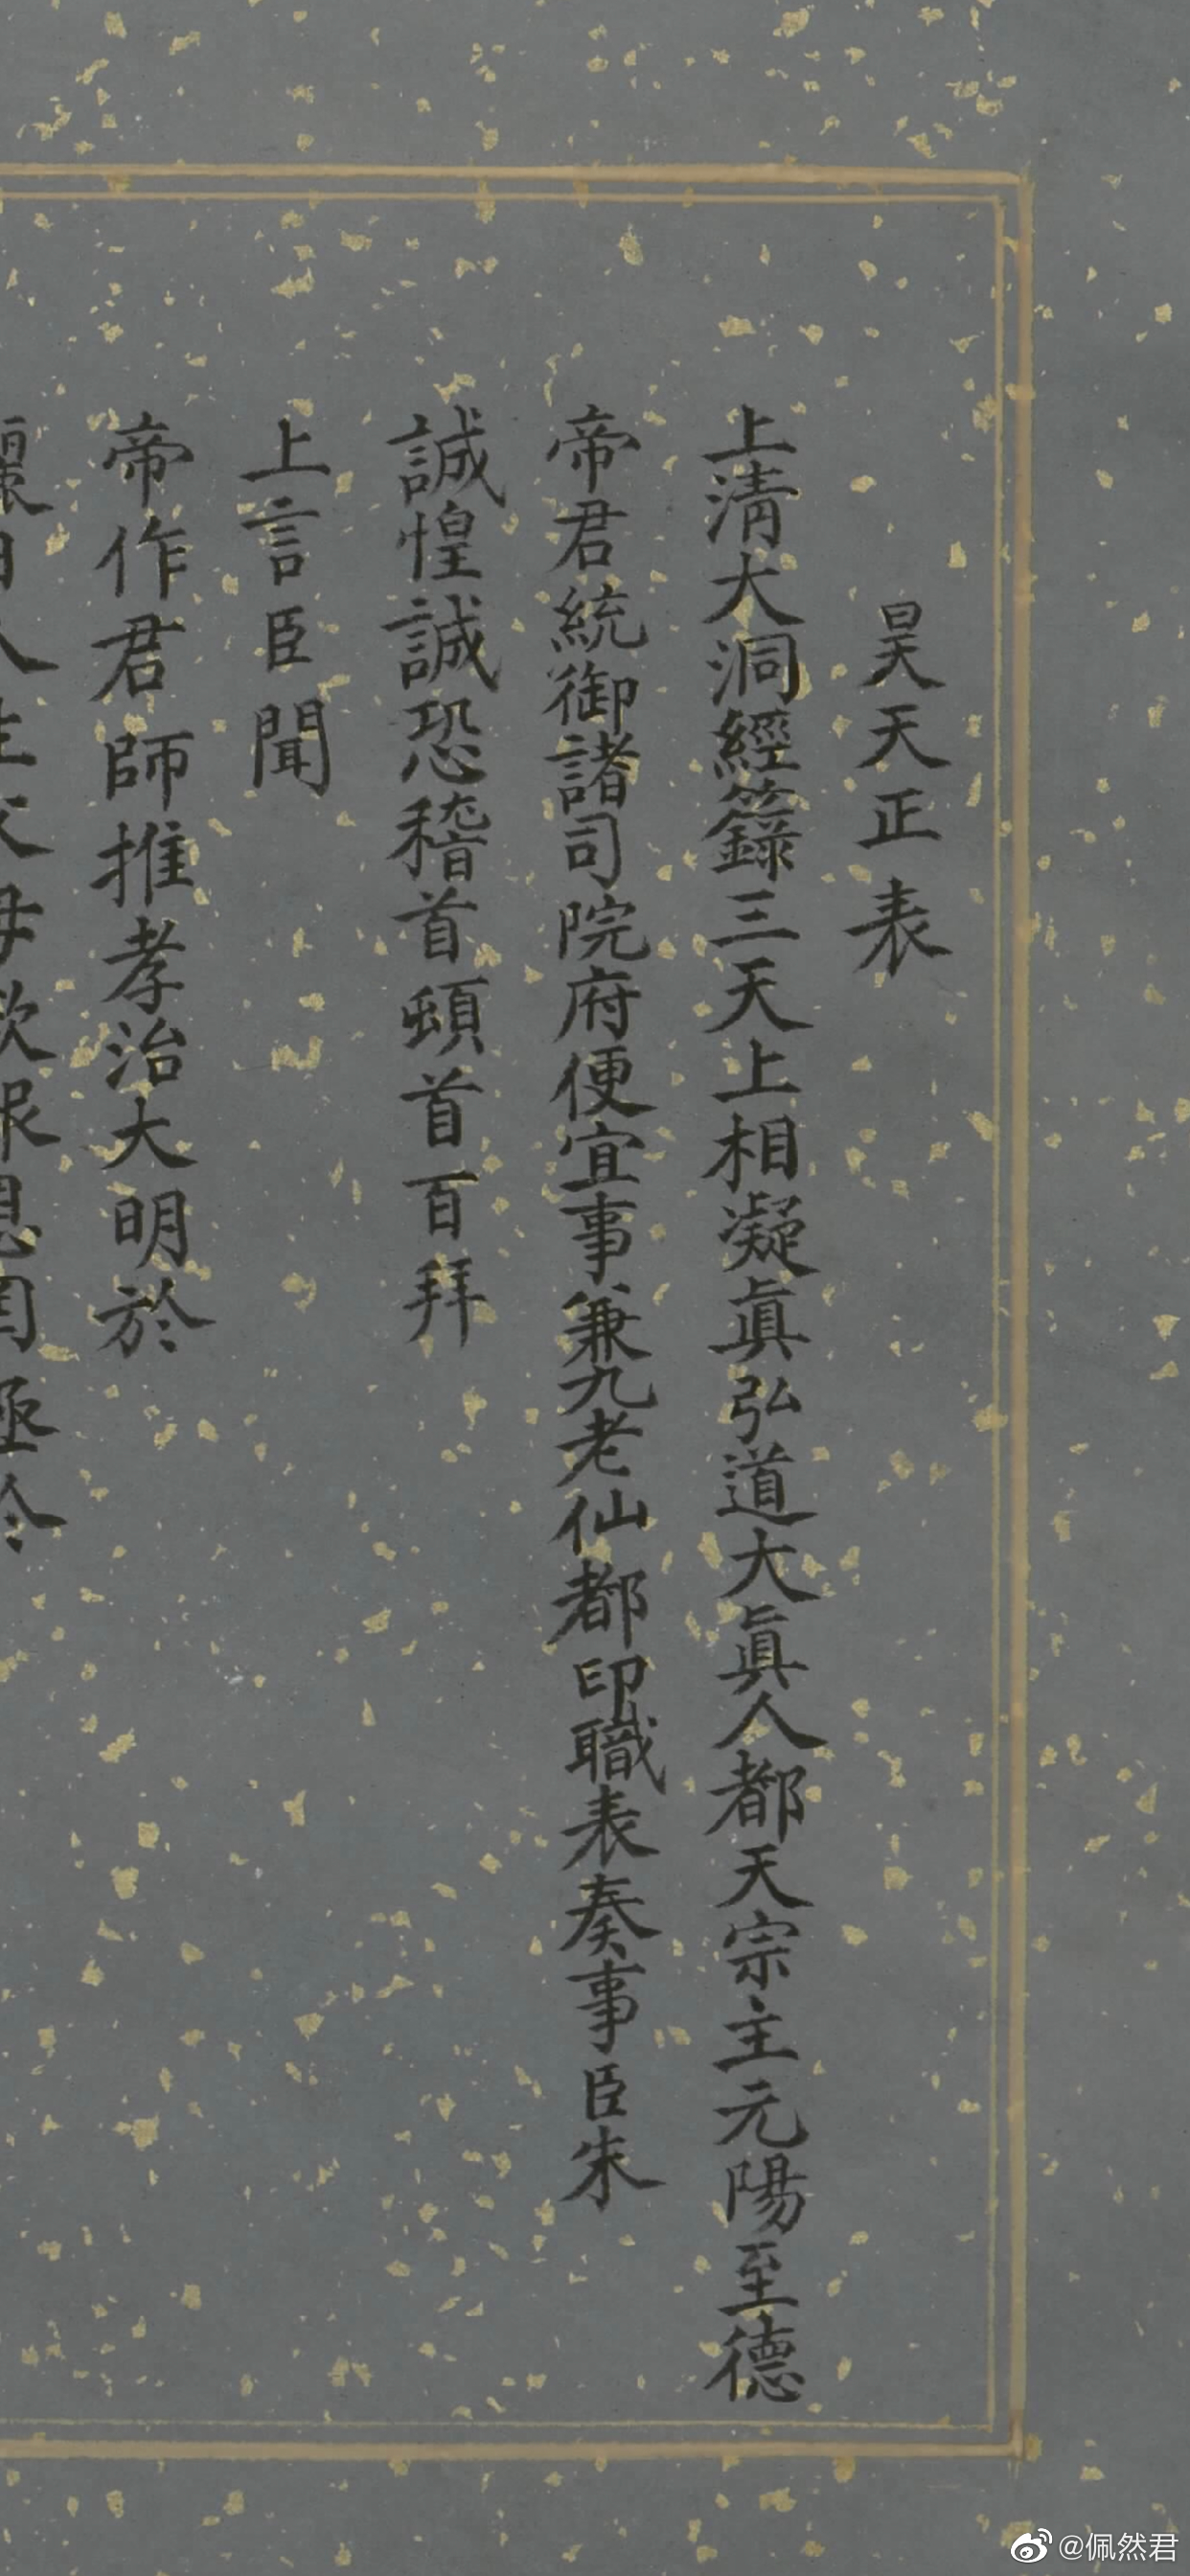 昊天正表
上清大洞經籙三天上相凝眞弘道大眞人都天宗主元陽至德
帝君統御諸司院府便宜事兼九老仙都印職表奏事臣朱
誠惶誠恐稽首頓首百拜
上言臣聞
帝作君師推孝治大明於
@佩然君